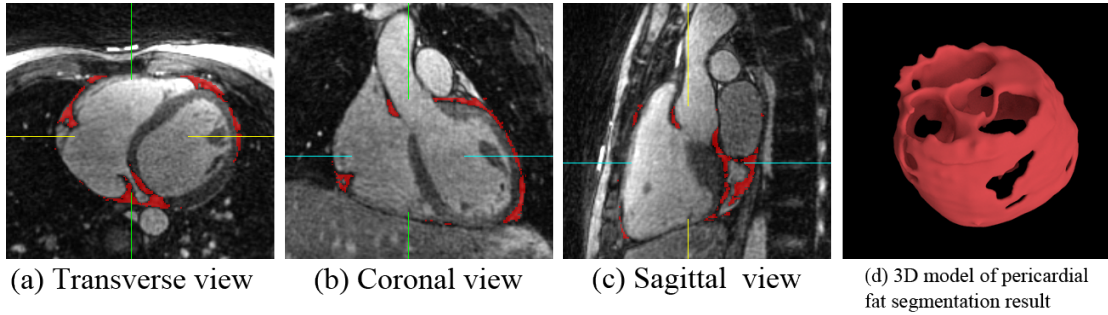 (a) Transverse view
(b) Coronal view
(c) Sagittal view
(d) 3D model of pericardial
fat segmentation result